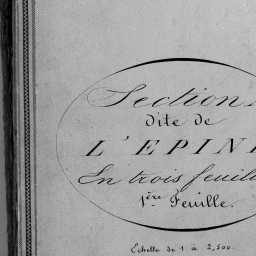 Section
dite de
L'EPIN
En trois feuill
1ère Feuille.
Echelle de 1 à 2,500.